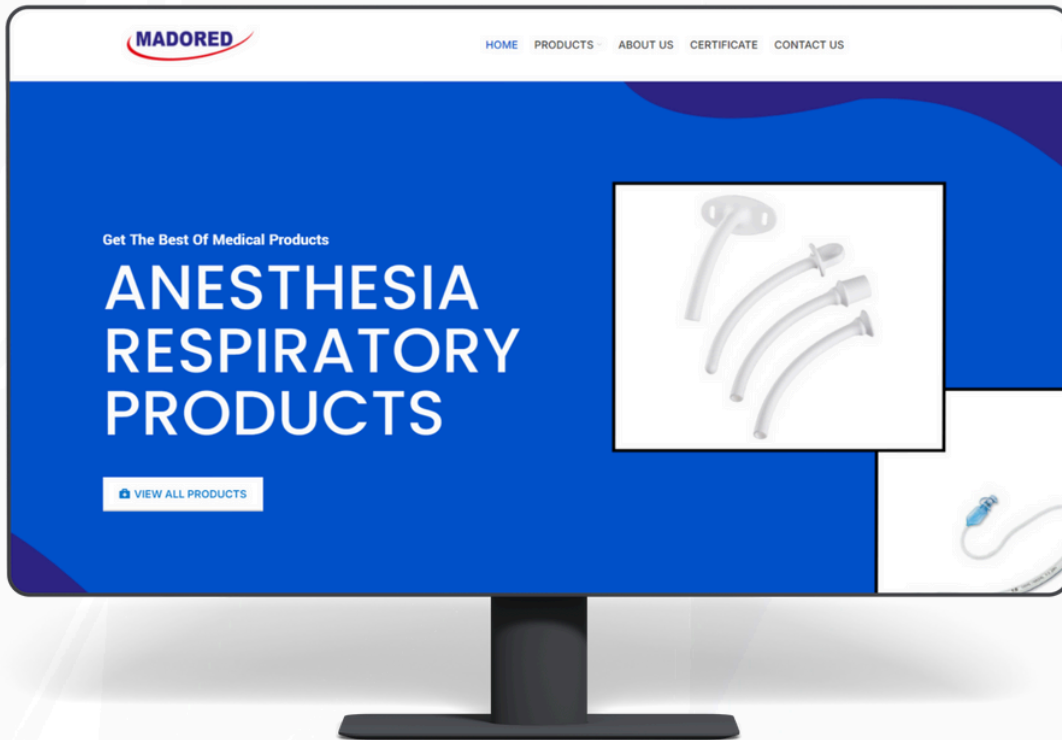 MADORED
HOME PRODUCTS ABOUT US CERTIFICATE CONTACT US
Get The Best Of Medical Products
ANESTHESIA
RESPIRATORY
PRODUCTS
VIEW ALL PRODUCTS